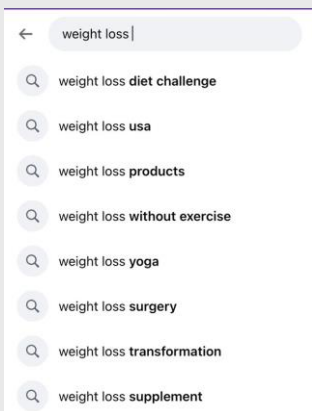 weight loss
weight loss diet challenge
weight loss usa
weight loss products
weight loss without exercise
weight loss yoga
weight loss surgery
weight loss transformation
weight loss supplement